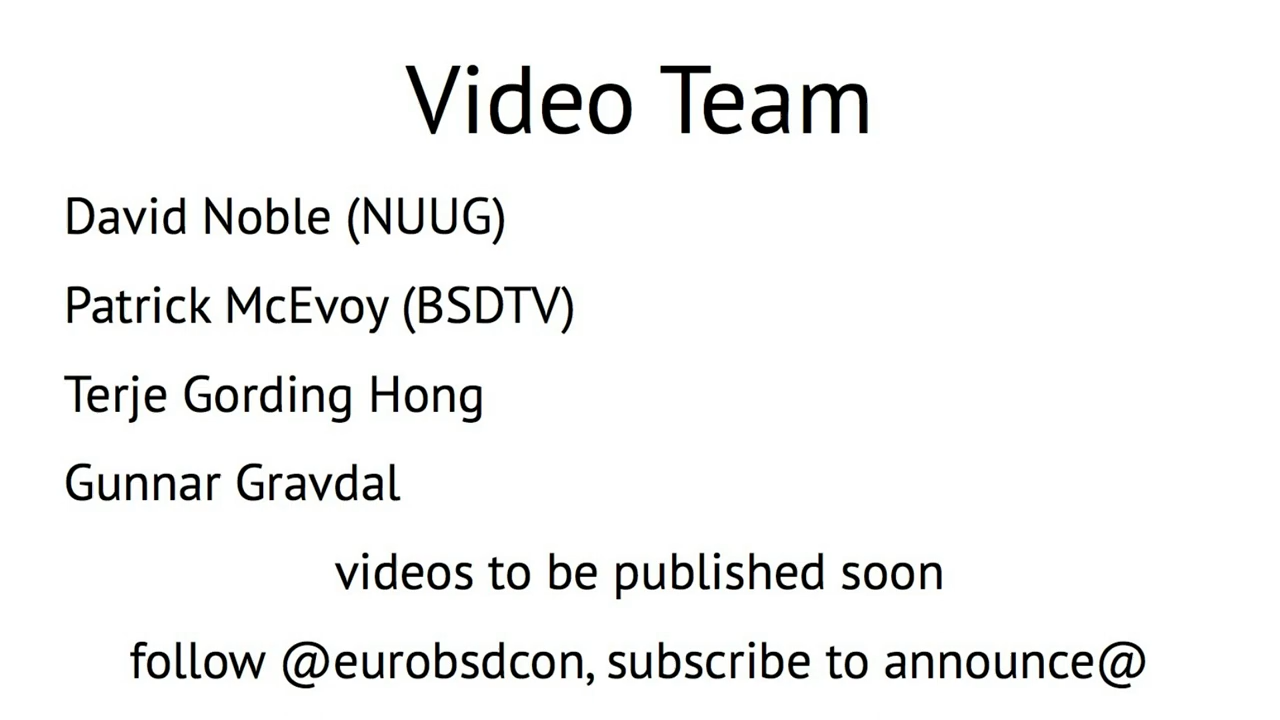 Video Team
David Noble (NUUG)
Patrick McEvoy (BSDTV)
Terje Gording Hong
Gunnar Gravdal
videos to be published soon
follow @eurobsdcon, subscribe to announce@